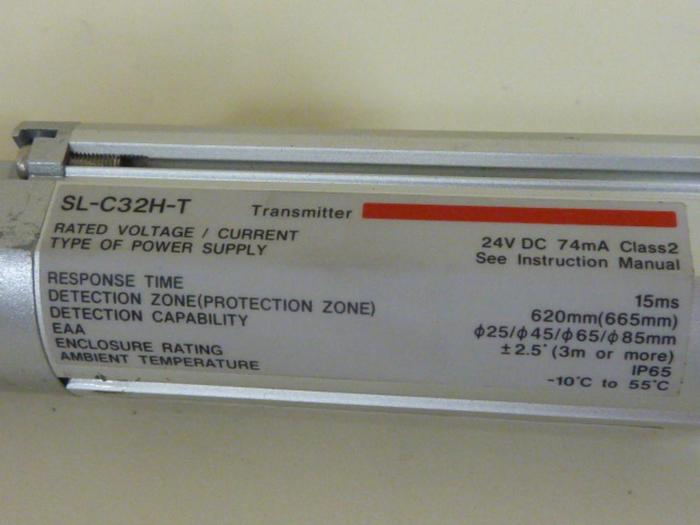 SL-C32H-T Transmitter
RATED VOLTAGE / CURRENT 24V DC 74mA Class2
TYPE OF POWER SUPPLY See Instruction Manual
RESPONSE TIME 15ms
DETECTION ZONE(PROTECTION ZONE) 620mm(665mm)
DETECTION CAPABILITY ϕ25/ϕ45/ϕ65/ϕ85mm
EAA ±2.5° (3m or more)
ENCLOSURE RATING IP65
AMBIENT TEMPERATURE -10°C to 55°C